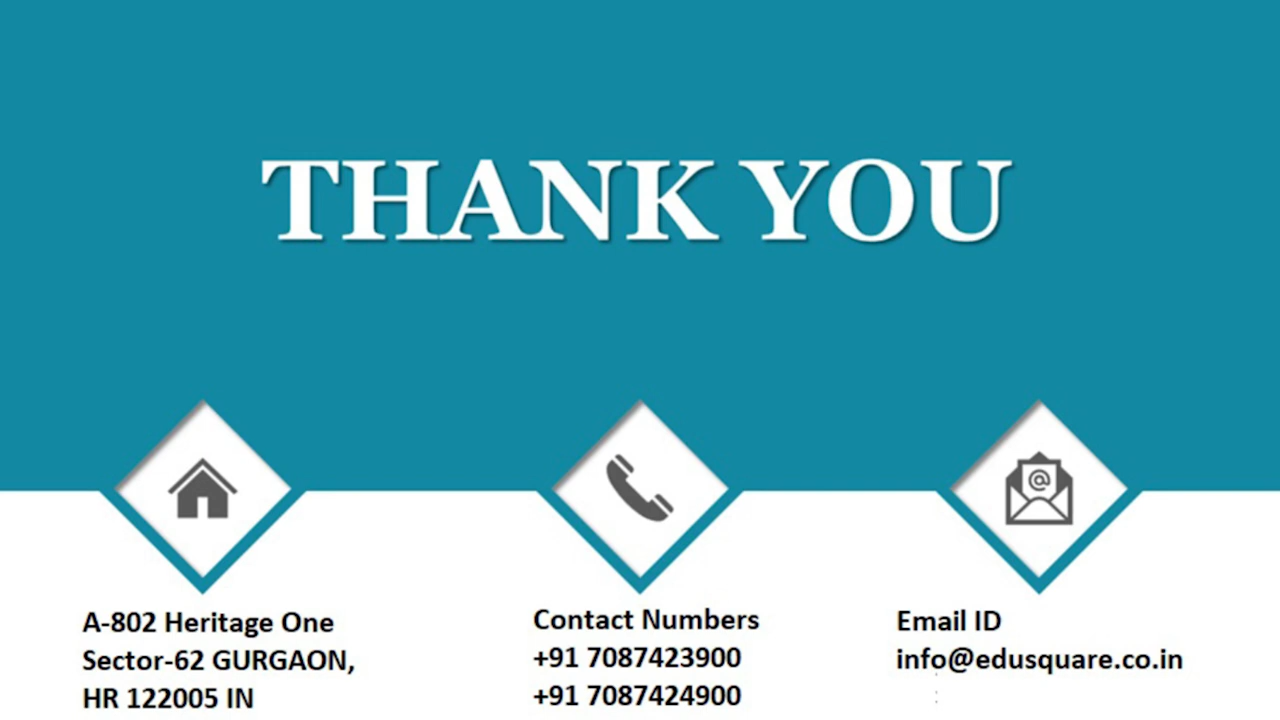 THANK YOU
A-802 Heritage One
Sector-62 GURGAON,
HR 122005 IN
Contact Numbers
+91 7087423900
+91 7087424900
Email ID
info@edusquare.co.in